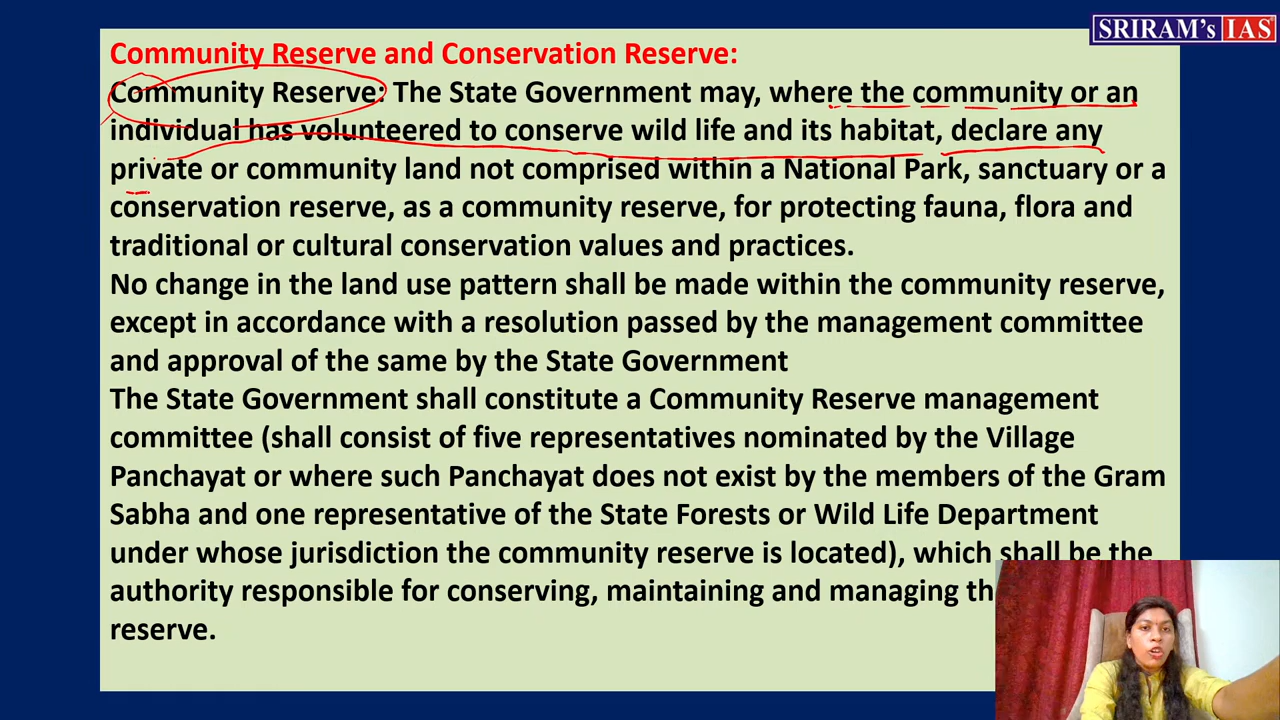 SRIRAM's IAS
Community Reserve and Conservation Reserve:
Community Reserve: The State Government may, where the community or an
individual has volunteered to conserve wild life and its habitat, declare any
private or community land not comprised within a National Park, sanctuary or a
conservation reserve, as a community reserve, for protecting fauna, flora and
traditional or cultural conservation values and practices.
No change in the land use pattern shall be made within the community reserve,
except in accordance with a resolution passed by the management committee
and approval of the same by the State Government
The State Government shall constitute a Community Reserve management
committee (shall consist of five representatives nominated by the Village
Panchayat or where such Panchayat does not exist by the members of the Gram
Sabha and one representative of the State Forests or Wild Life Department
under whose jurisdiction the community reserve is located), which shall be the
authority responsible for conserving, maintaining and managing
reserve.